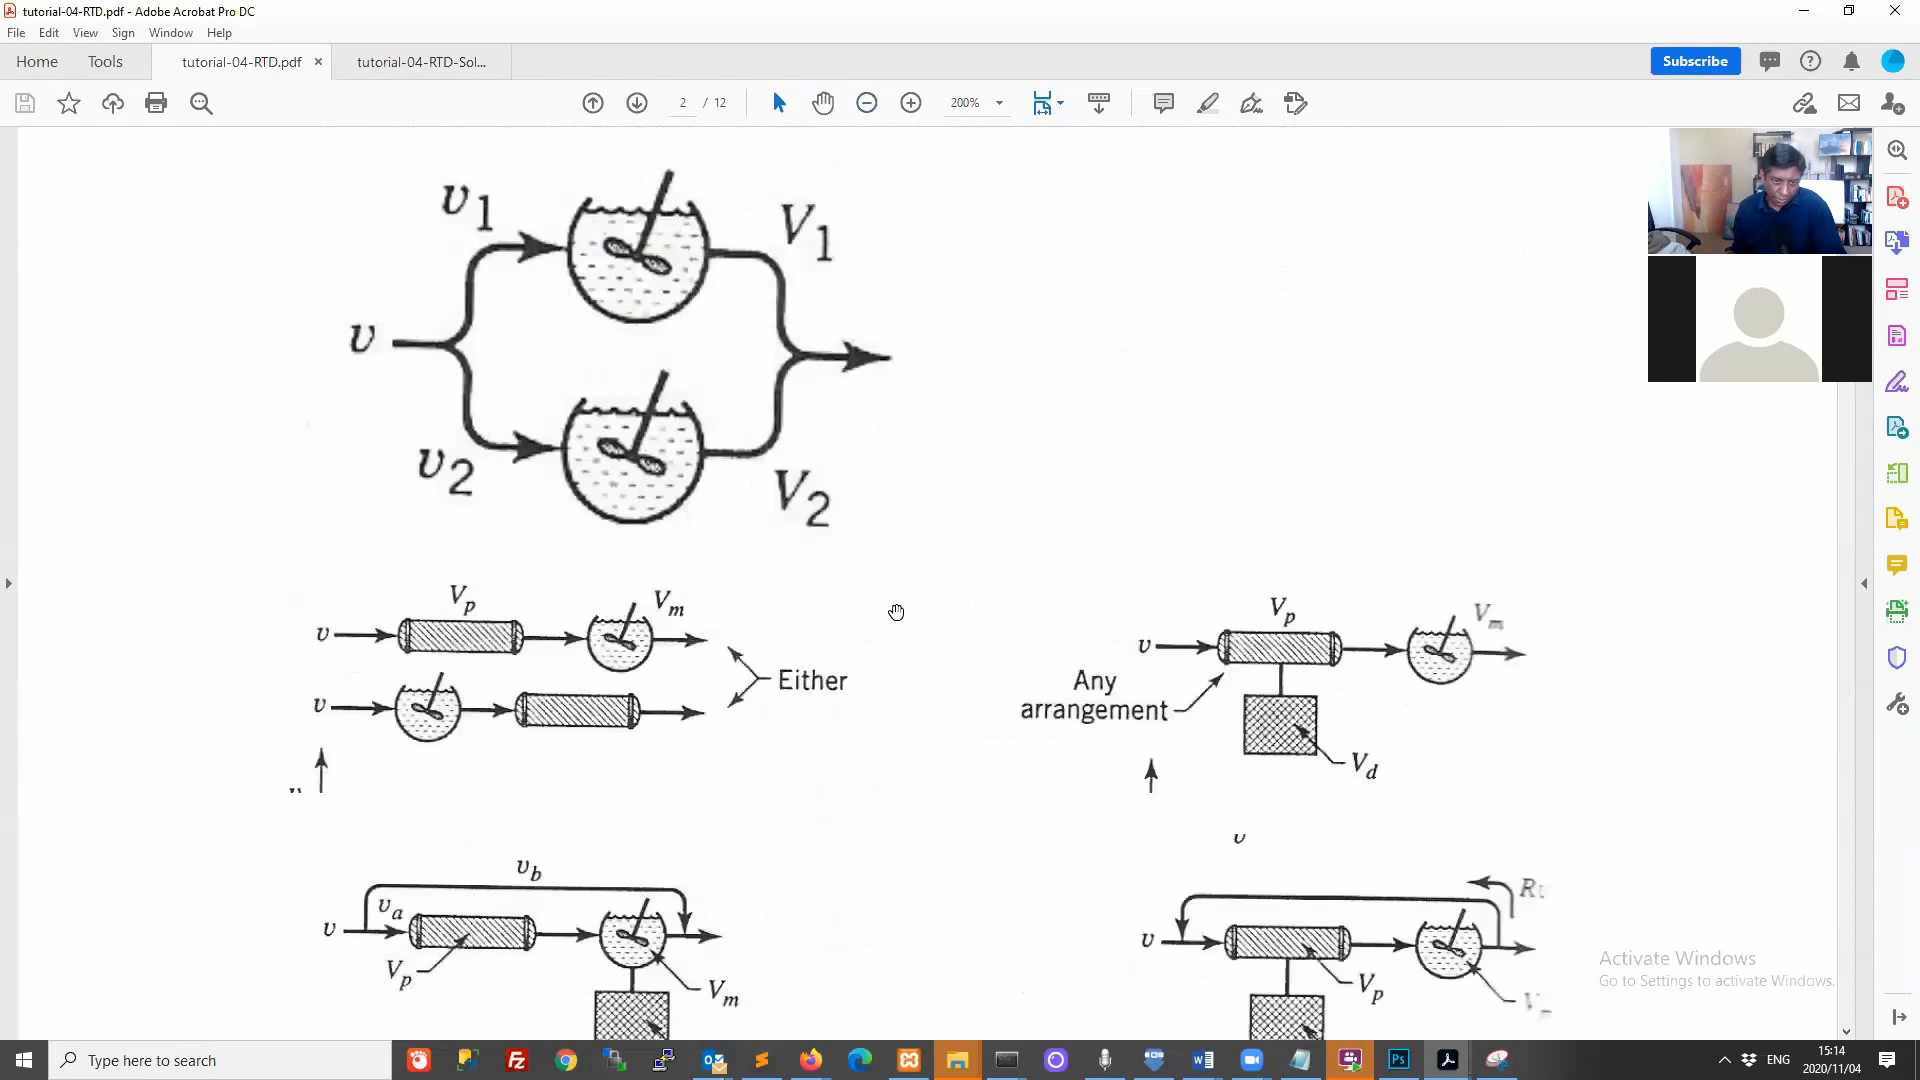 tutorial-04-RTD.pdf - Adobe Acrobat Pro DC
File Edit View Sign Window Help
Home Tools tutorial-04-RTD.pdf × tutorial-04-RTD-Sol... Subscribe
2 / 12 200%
v1 V1
v
v2 V2
Vp Vm
v
Either
v
Vp Vm
v
Any
arrangement
Vd
vb
va
v
Vp
Vm
v
Vp
Activate Windows
Go to Settings to activate Windows.
Type here to search
ENG
15:14
2020/11/04